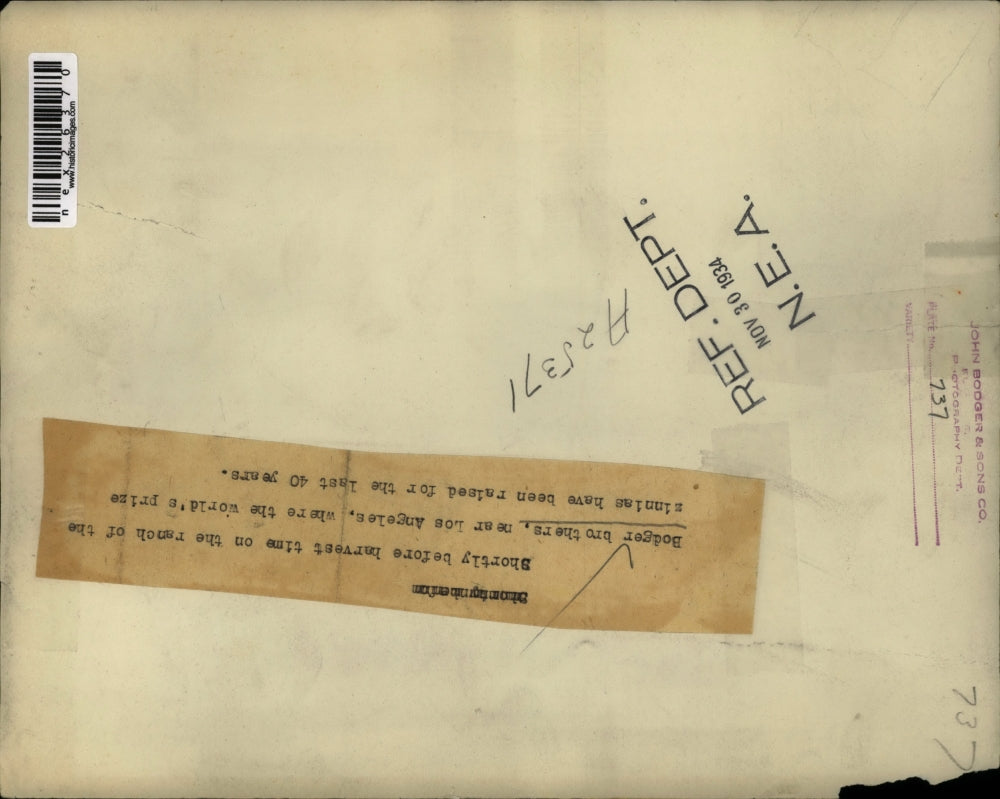 nex26370
www.historicimages.com
REF. DEPT.
NOV 30 1934
N.E.A.
A25371
JOHN BODGER & SONS CO.
EL
PHOTOGRAPHY DEPT.
PLATE No. 737
VARIETY
Shortly before harvest time on the ranch of the
Bodger brothers, near Los Angeles, where the world's prize
zinnias have been raised for the last 40 years.
737